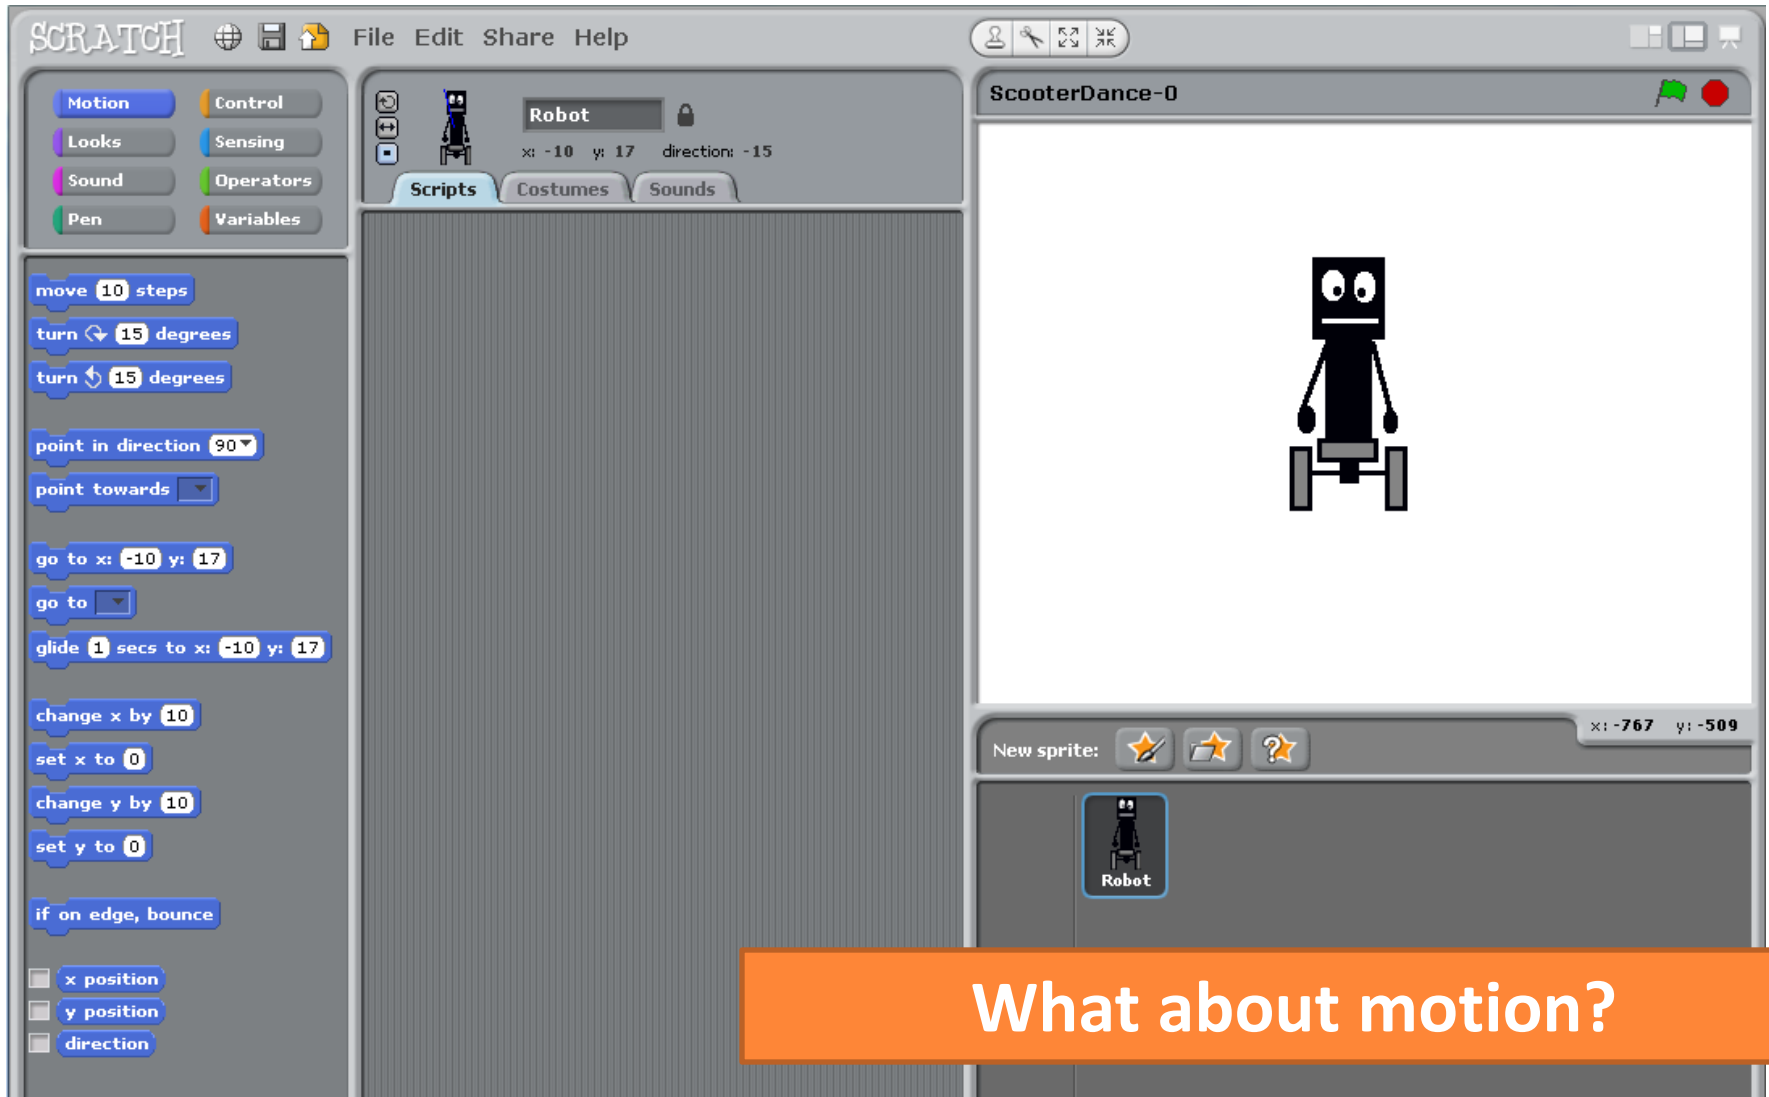 SCRATCH File Edit Share Help
Motion Control
Looks Sensing
Sound Operators
Pen Variables
move 10 steps
turn 15 degrees
turn 15 degrees
point in direction 90
point towards
go to x: -10 y: 17
go to
glide 1 secs to x: -10 y: 17
change x by 10
set x to 0
change y by 10
set y to 0
if on edge, bounce
x position
y position
direction
Robot
x: -10 y: 17 direction: -15
Scripts Costumes Sounds
ScooterDance-0
x: -767 y: -509
New sprite:
Robot
What about motion?